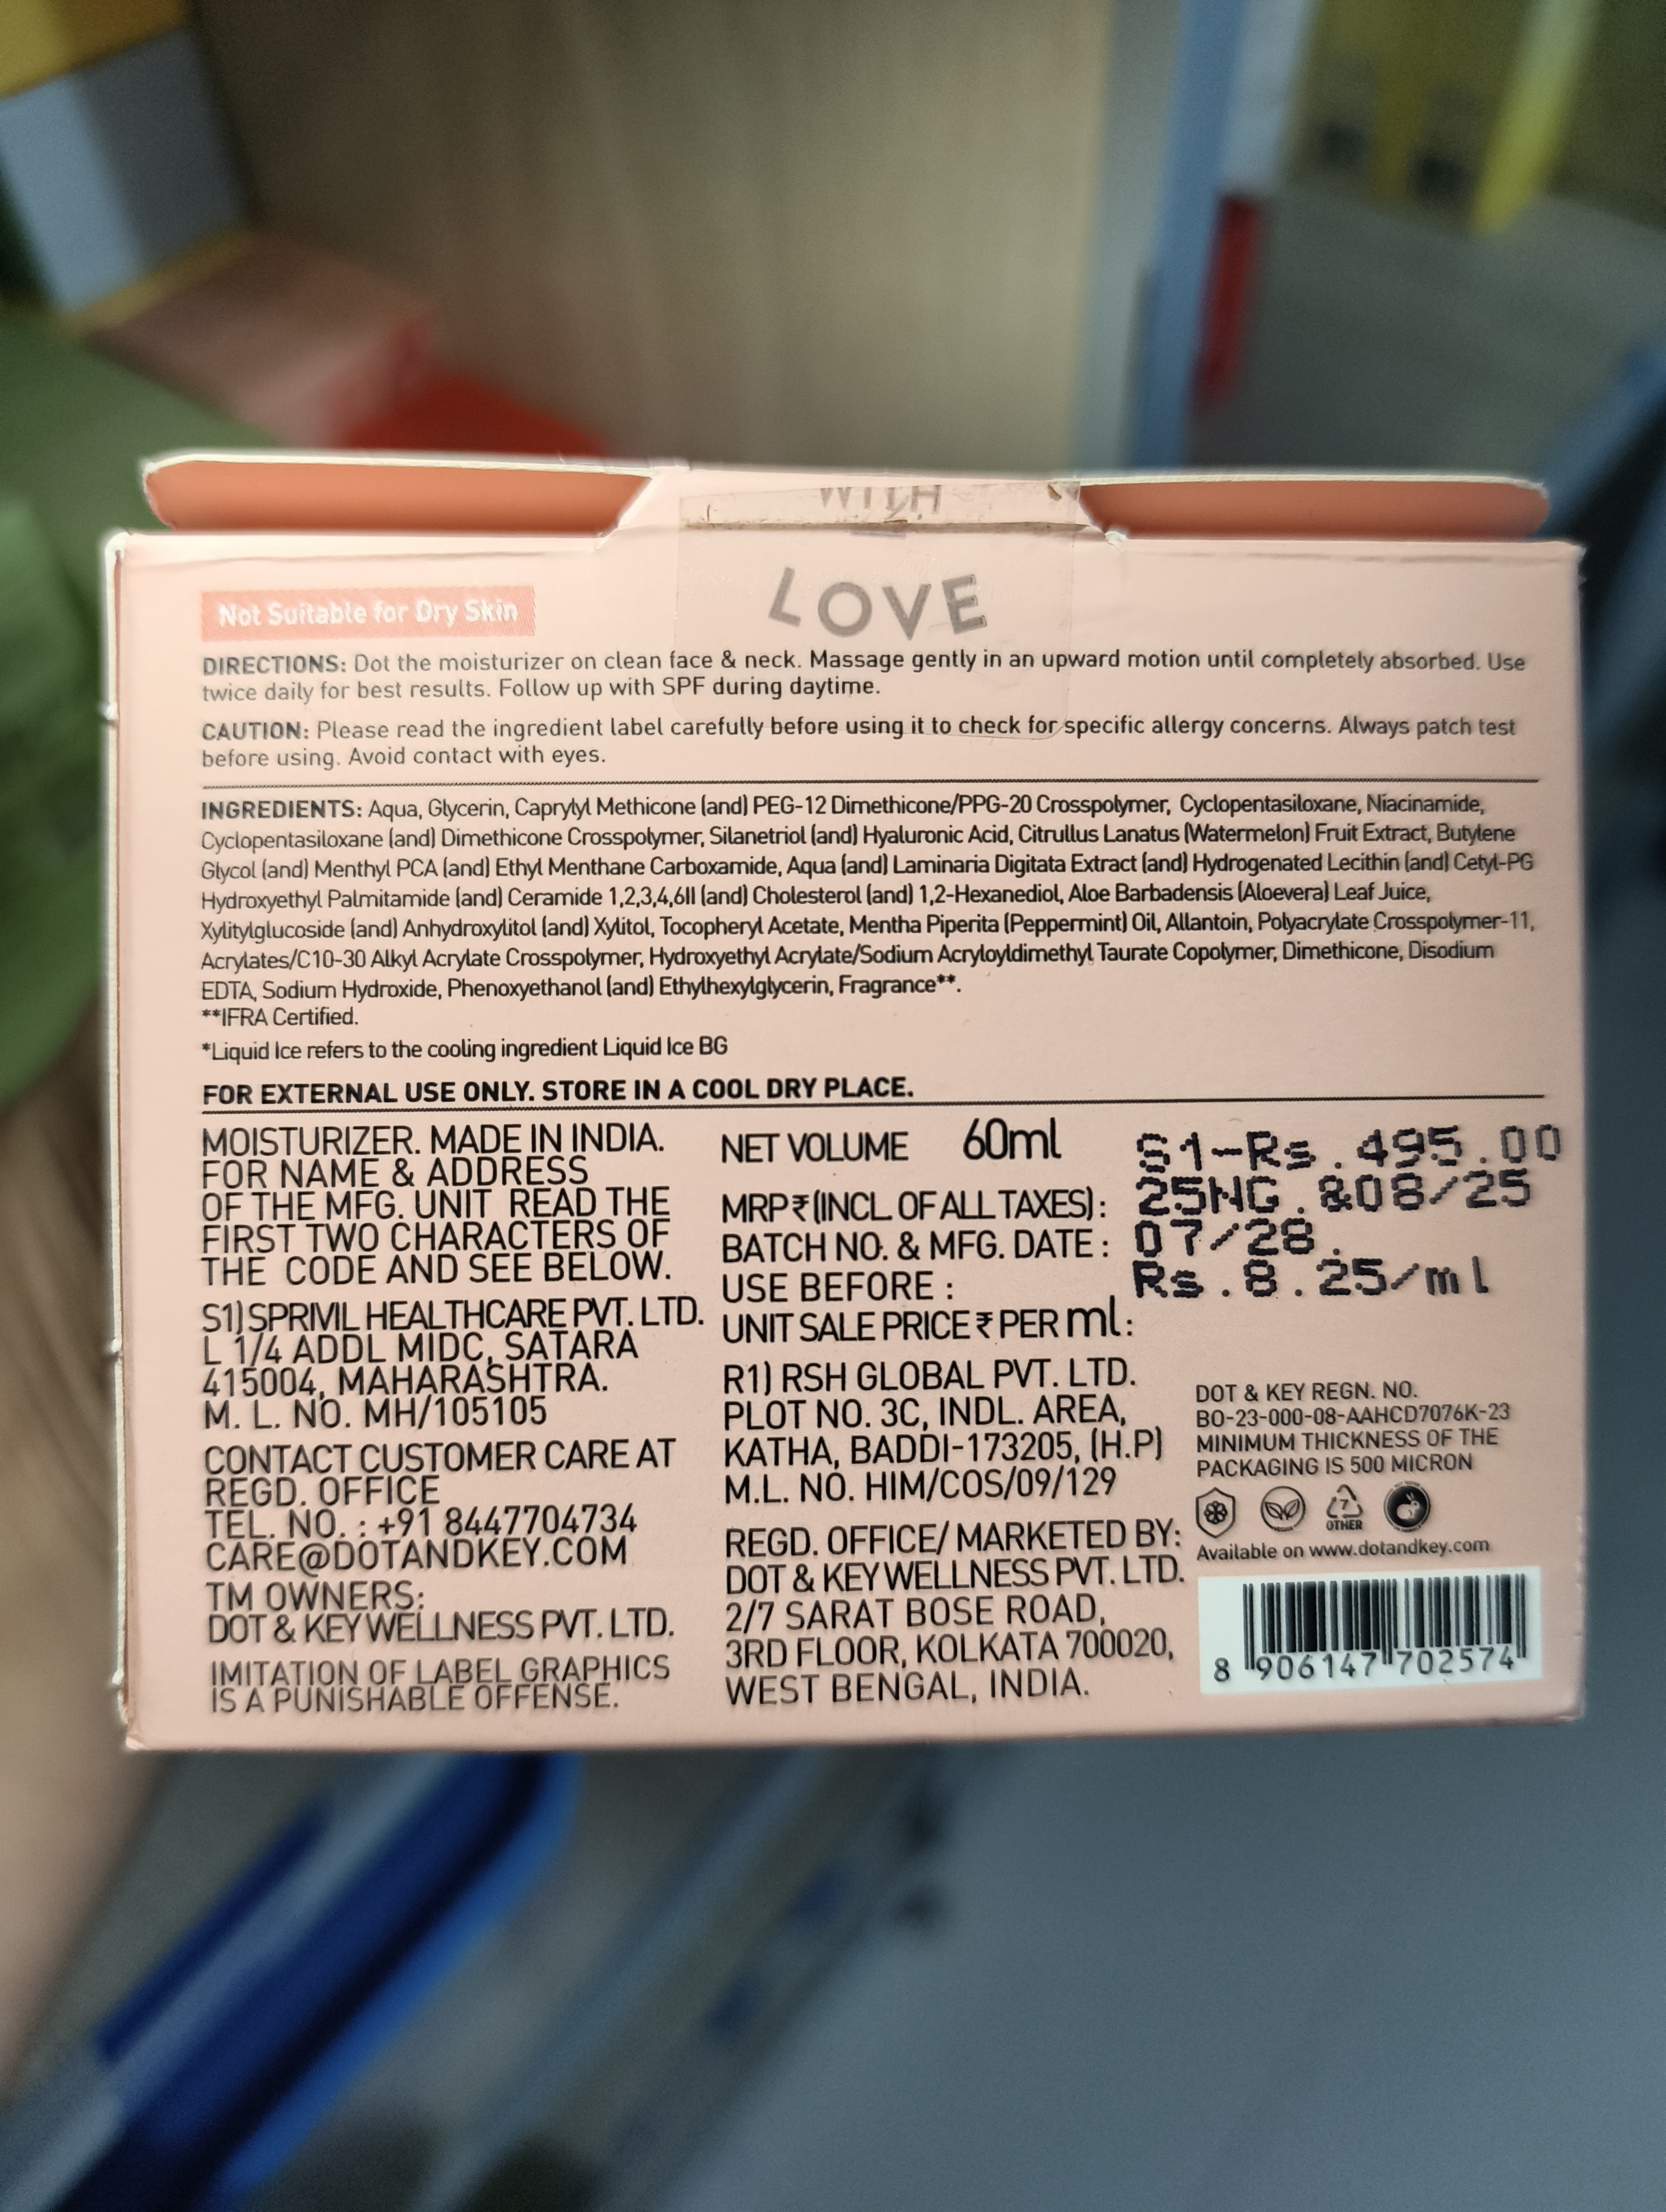 WITH
LOVE
Not Suitable for Dry Skin
DIRECTIONS: Dot the moisturizer on clean face & neck. Massage gently in an upward motion until completely absorbed. Use
twice daily for best results. Follow up with SPF during daytime.
CAUTION: Please read the ingredient label carefully before using it to check for specific allergy concerns. Always patch test
before using. Avoid contact with eyes.
INGREDIENTS: Aqua, Glycerin, Caprylyl Methicone (and) PEG-12 Dimethicone/PPG-20 Crosspolymer, Cyclopentasiloxane, Niacinamide,
Cyclopentasiloxane (and) Dimethicone Crosspolymer, Silanetriol (and) Hyaluronic Acid, Citrullus Lanatus (Watermelon) Fruit Extract, Butylene
Glycol (and) Menthyl PCA (and) Ethyl Menthane Carboxamide, Aqua (and) Laminaria Digitata Extract (and) Hydrogenated Lecithin (and) Cetyl-PG
Hydroxyethyl Palmitamide (and) Ceramide 1,2,3,4,6II (and) Cholesterol (and) 1,2-Hexanediol, Aloe Barbadensis (Aloevera) Leaf Juice,
Xylitylglucoside (and) Anhydroxylitol (and) Xylitol, Tocopheryl Acetate, Mentha Piperita (Peppermint) Oil, Allantoin, Polyacrylate Crosspolymer-11,
Acrylates/C10-30 Alkyl Acrylate Crosspolymer, Hydroxyethyl Acrylate/Sodium Acryloyldimethyl Taurate Copolymer, Dimethicone, Disodium
EDTA, Sodium Hydroxide, Phenoxyethanol (and) Ethylhexylglycerin, Fragrance**.
**IFRA Certified.
*Liquid Ice refers to the cooling ingredient Liquid Ice BG
FOR EXTERNAL USE ONLY. STORE IN A COOL DRY PLACE.
MOISTURIZER. MADE IN INDIA.
FOR NAME & ADDRESS
OF THE MFG. UNIT READ THE
FIRST TWO CHARACTERS OF
THE CODE AND SEE BELOW.
S1) SPRIVIL HEALTHCARE PVT. LTD.
L 1/4 ADDL MIDC, SATARA
415004, MAHARASHTRA.
M. L. NO. MH/105105
CONTACT CUSTOMER CARE AT
REGD. OFFICE
TEL. NO. : +91 8447704734
CARE@DOTANDKEY.COM
TM OWNERS:
DOT & KEY WELLNESS PVT. LTD.
IMITATION OF LABEL GRAPHICS
IS A PUNISHABLE OFFENSE.
NET VOLUME 60ml
MRP ₹ (INCL. OF ALL TAXES) :
BATCH NO. & MFG. DATE :
USE BEFORE :
UNIT SALE PRICE ₹ PER ml :
S1-Rs.495.00
25NG.&08/25
07/28.
Rs.8.25/ml
R1) RSH GLOBAL PVT. LTD.
PLOT NO. 3C, INDL. AREA,
KATHA, BADDI-173205, (H.P)
M.L. NO. HIM/COS/09/129
REGD. OFFICE/ MARKETED BY:
DOT & KEY WELLNESS PVT. LTD.
2/7 SARAT BOSE ROAD,
3RD FLOOR, KOLKATA 700020,
WEST BENGAL, INDIA.
DOT & KEY REGN. NO.
BO-23-000-08-AAHCD7076K-23
MINIMUM THICKNESS OF THE
PACKAGING IS 500 MICRON
7
OTHER
Available on www.dotandkey.com
8 906147 702574